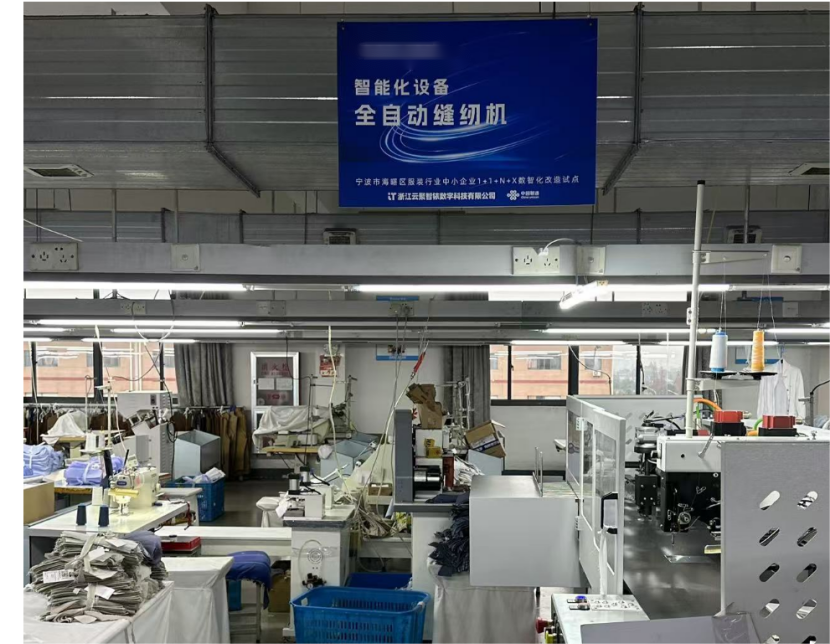 智能化设备
全自动缝纫机
宁波市海曙区服装行业中小企业1+1+N+X数智化改造试点
浙江云聚智能数字科技有限公司
中国联通